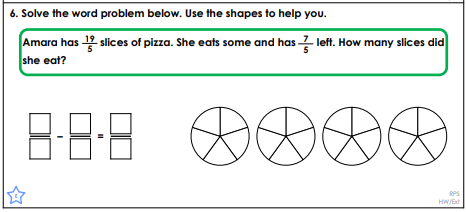 6. Solve the word problem below. Use the shapes to help you.
Amara has 19/5 slices of pizza. She eats some and has 7/5 left. How many slices did
she eat?
- =
RPS
HW/Ext